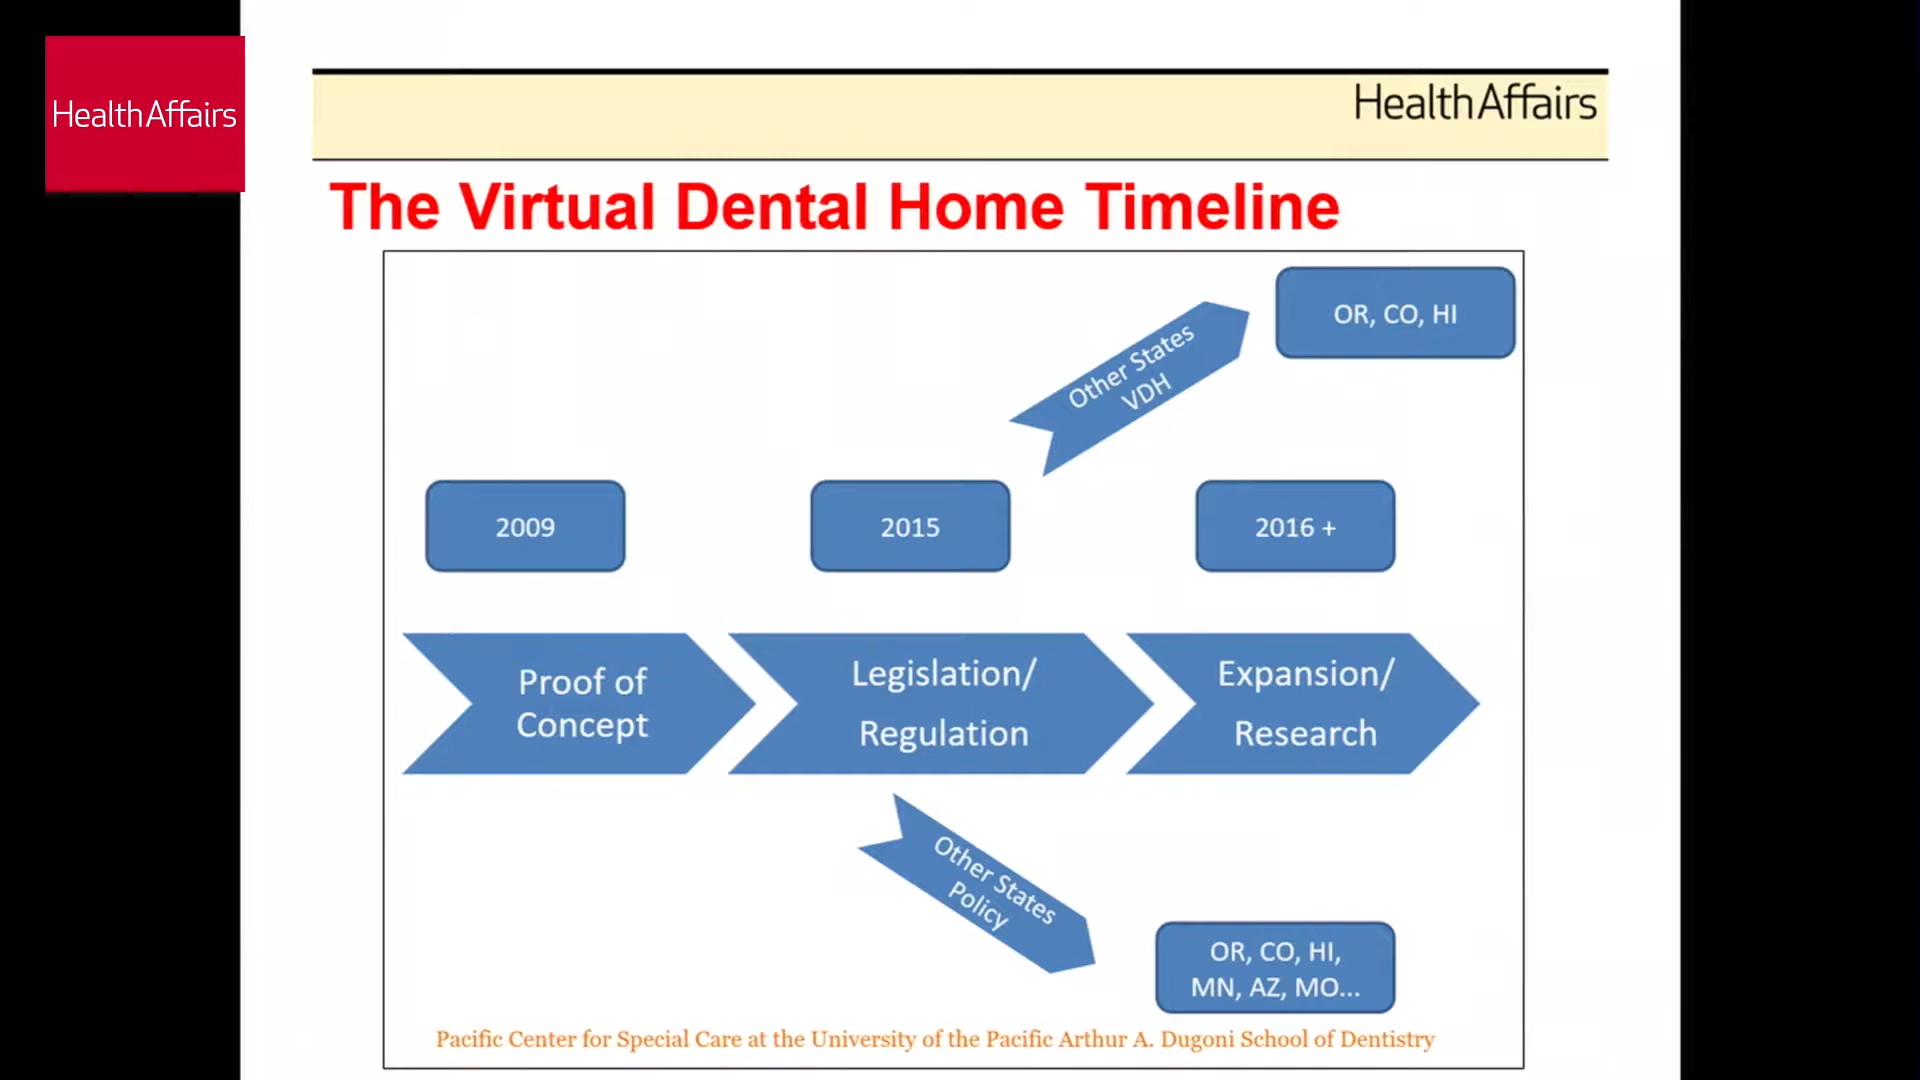 HealthAffairs
HealthAffairs
The Virtual Dental Home Timeline
OR, CO, HI
Other States
VDH
2009
2015
2016 +
Proof of
Concept
Legislation/
Regulation
Expansion/
Research
Other States
Policy
OR, CO, HI,
MN, AZ, MO...
Pacific Center for Special Care at the University of the Pacific Arthur A. Dugoni School of Dentistry